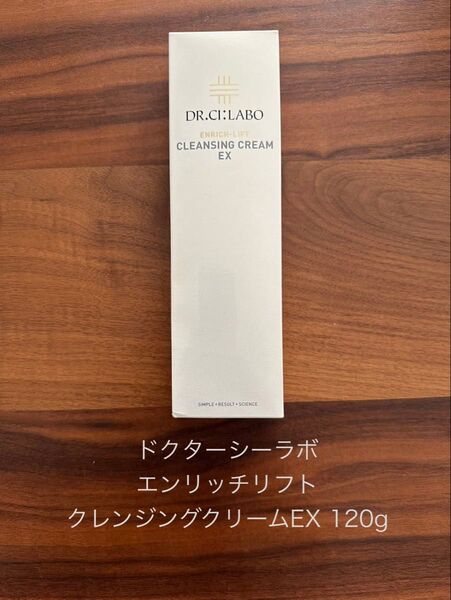 DR.CI:LABO
ENRICH-LIFT
CLEANSING CREAM
EX
SIMPLE • RESULT • SCIENCE
ドクターシーラボ
エンリッチリフト
クレンジングクリームEX 120g